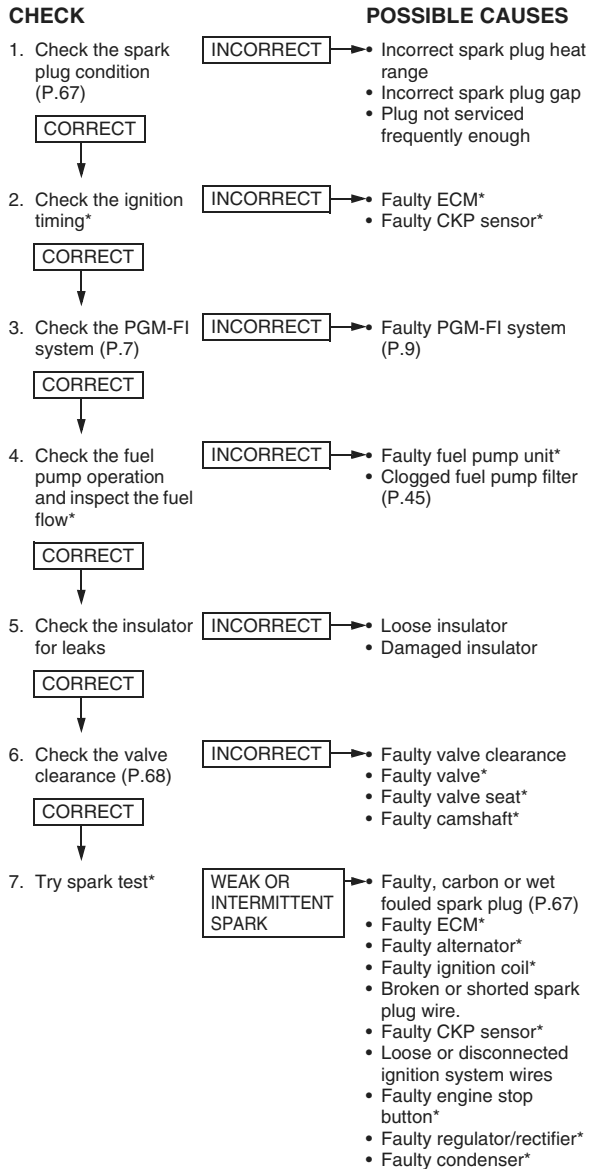 CHECK
POSSIBLE CAUSES
1. Check the spark
plug condition
(P.67)
INCORRECT
• Incorrect spark plug heat
range
• Incorrect spark plug gap
• Plug not serviced
frequently enough
CORRECT
2. Check the ignition
timing*
INCORRECT
• Faulty ECM*
• Faulty CKP sensor*
CORRECT
3. Check the PGM-FI
system (P.7)
INCORRECT
• Faulty PGM-FI system
(P.9)
CORRECT
4. Check the fuel
pump operation
and inspect the fuel
flow*
INCORRECT
• Faulty fuel pump unit*
• Clogged fuel pump filter
(P.45)
CORRECT
5. Check the insulator
for leaks
INCORRECT
• Loose insulator
• Damaged insulator
CORRECT
6. Check the valve
clearance (P.68)
INCORRECT
• Faulty valve clearance
• Faulty valve*
• Faulty valve seat*
• Faulty camshaft*
CORRECT
7. Try spark test*
WEAK OR
INTERMITTENT
SPARK
• Faulty, carbon or wet
fouled spark plug (P.67)
• Faulty ECM*
• Faulty alternator*
• Faulty ignition coil*
• Broken or shorted spark
plug wire.
• Faulty CKP sensor*
• Loose or disconnected
ignition system wires
• Faulty engine stop
button*
• Faulty regulator/rectifier*
• Faulty condenser*